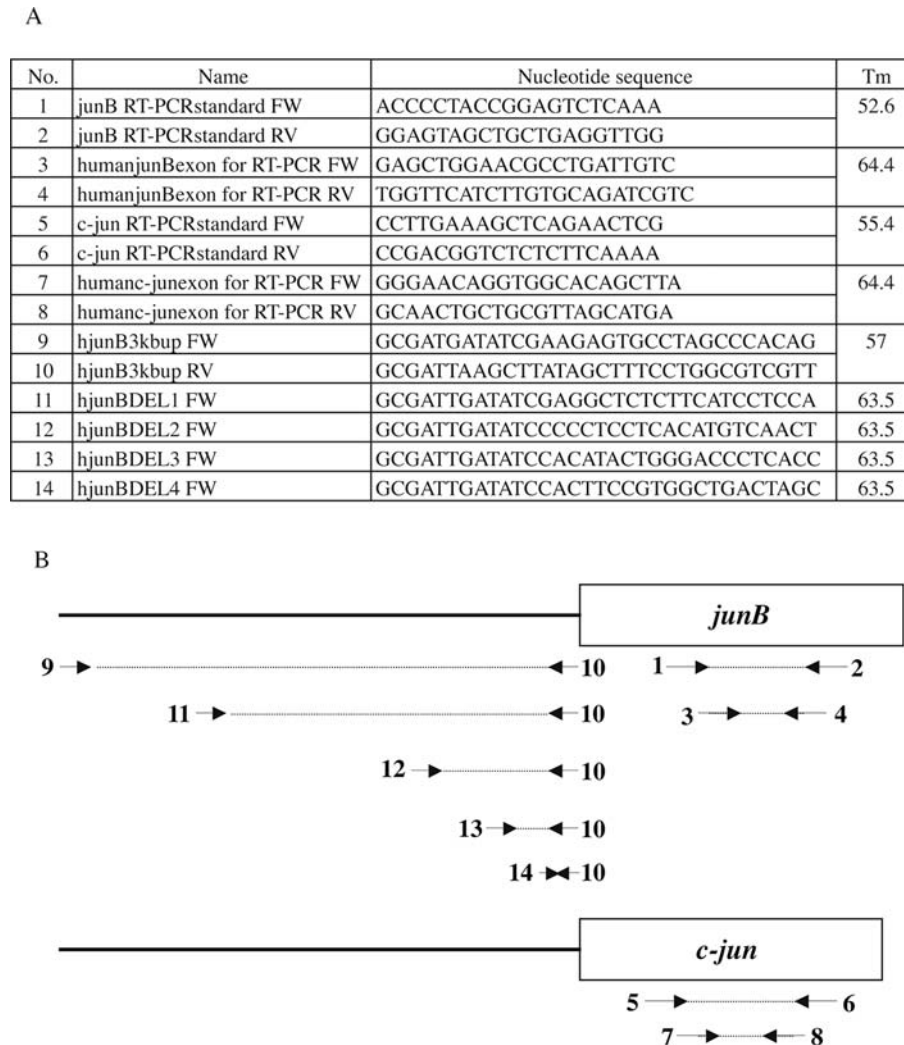 A
No. Name Nucleotide sequence Tm
1 junB RT-PCRstandard FW ACCCCTACCGGAGTCTCAAA 52.6
2 junB RT-PCRstandard RV GGAGTAGCTGCTGAGGTTGG
3 humanjunBexon for RT-PCR FW GAGCTGGAACGCCTGATTGTC 64.4
4 humanjunBexon for RT-PCR RV TGGTTCATCTTGTGCAGATCGTC
5 c-jun RT-PCRstandard FW CCTTGAAAGCTCAGAACTCG 55.4
6 c-jun RT-PCRstandard RV CCGACGGTCTCTCTTCAAAA
7 humanc-junexon for RT-PCR FW GGGAACAGGTGGCACAGCTTA 64.4
8 humanc-junexon for RT-PCR RV GCAACTGCTGCGTTAGCATGA
9 hjunB3kbup FW GCGATGATATCGAAGAGTGCCTAGCCCACAG 57
10 hjunB3kbup RV GCGATTAAGCTTATAGCTTTCCTGGCGTCGTT
11 hjunBDEL1 FW GCGATTGATATCGAGGCTCTCTTCATCCTCCA 63.5
12 hjunBDEL2 FW GCGATTGATATCCCCCTCCTCACATGTCAACT 63.5
13 hjunBDEL3 FW GCGATTGATATCCACATACTGGGACCCTCACC 63.5
14 hjunBDEL4 FW GCGATTGATATCCACTTCCGTGGCTGACTAGC 63.5
B
junB
9 10 1 2
11 10 3 4
12 10
13 10
14 10
c-jun
5 6
7 8